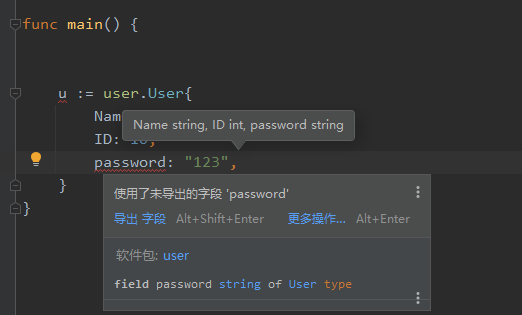 func main() {
u := user.User{
Nam
Name string, ID int, password string
ID: 10,
password: "123",
}
}
使用了未导出的字段 'password'
导出 字段 Alt+Shift+Enter 更多操作... Alt+Enter
软件包: user
field password string of User type